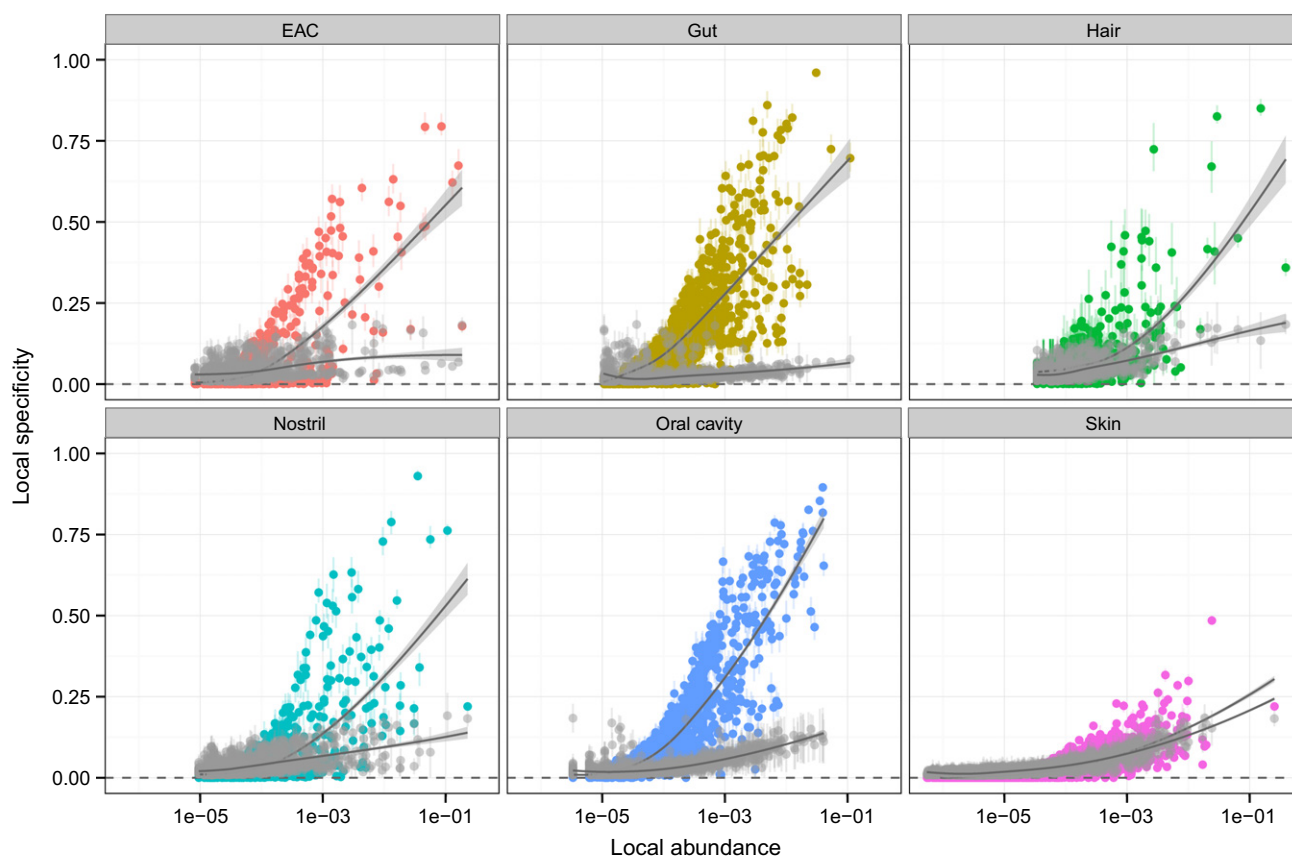 EAC Gut Hair
1.00
0.75
0.50
0.25
0.00
Nostril Oral cavity Skin
1.00
0.75
0.50
0.25
0.00
Local specificity
1e−05 1e−03 1e−01 1e−05 1e−03 1e−01 1e−05 1e−03 1e−01
Local abundance